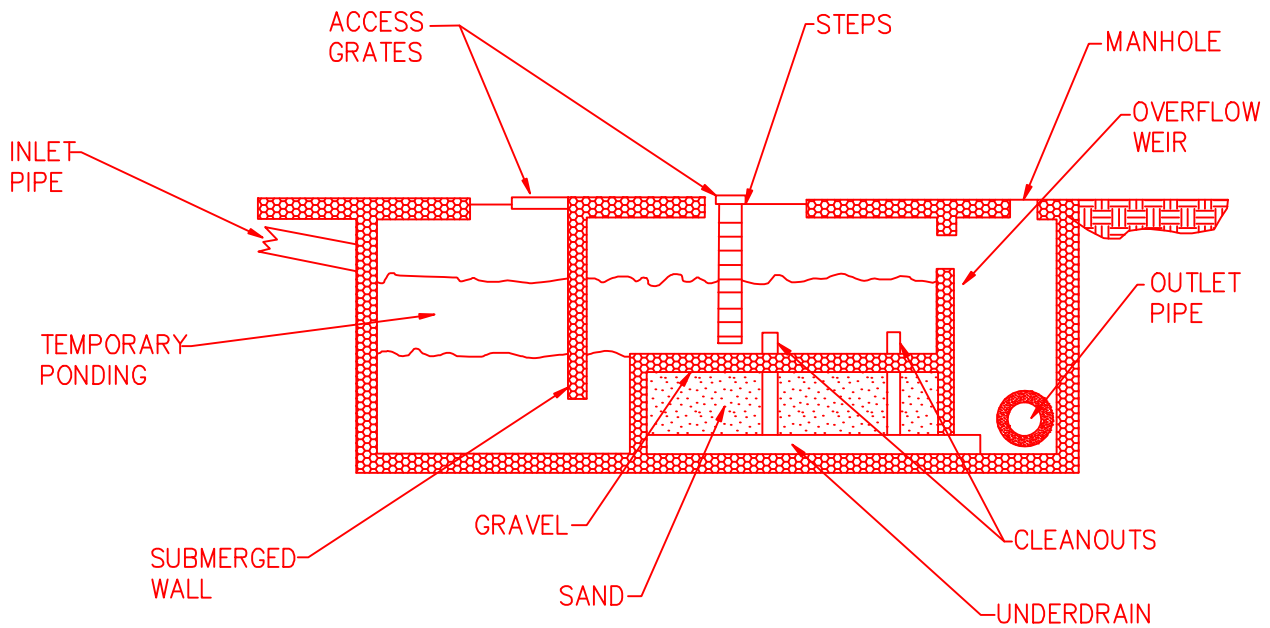 ACCESS
GRATES
STEPS
MANHOLE
OVERFLOW
WEIR
INLET
PIPE
OUTLET
PIPE
TEMPORARY
PONDING
GRAVEL
CLEANOUTS
SUBMERGED
WALL
SAND
UNDERDRAIN